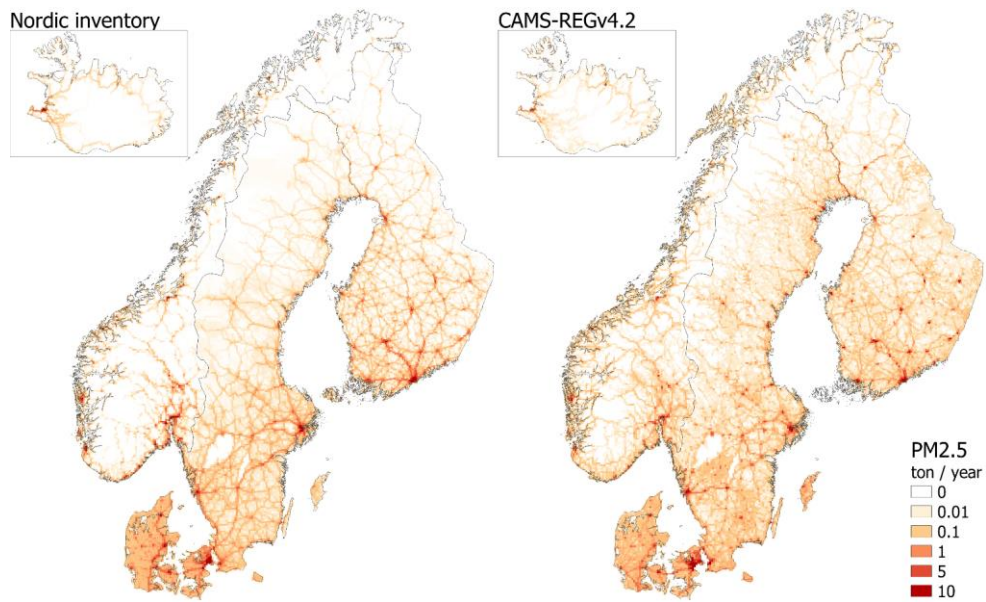 Nordic inventory
CAMS-REGv4.2
PM2.5
ton / year
0
0.01
0.1
1
5
10